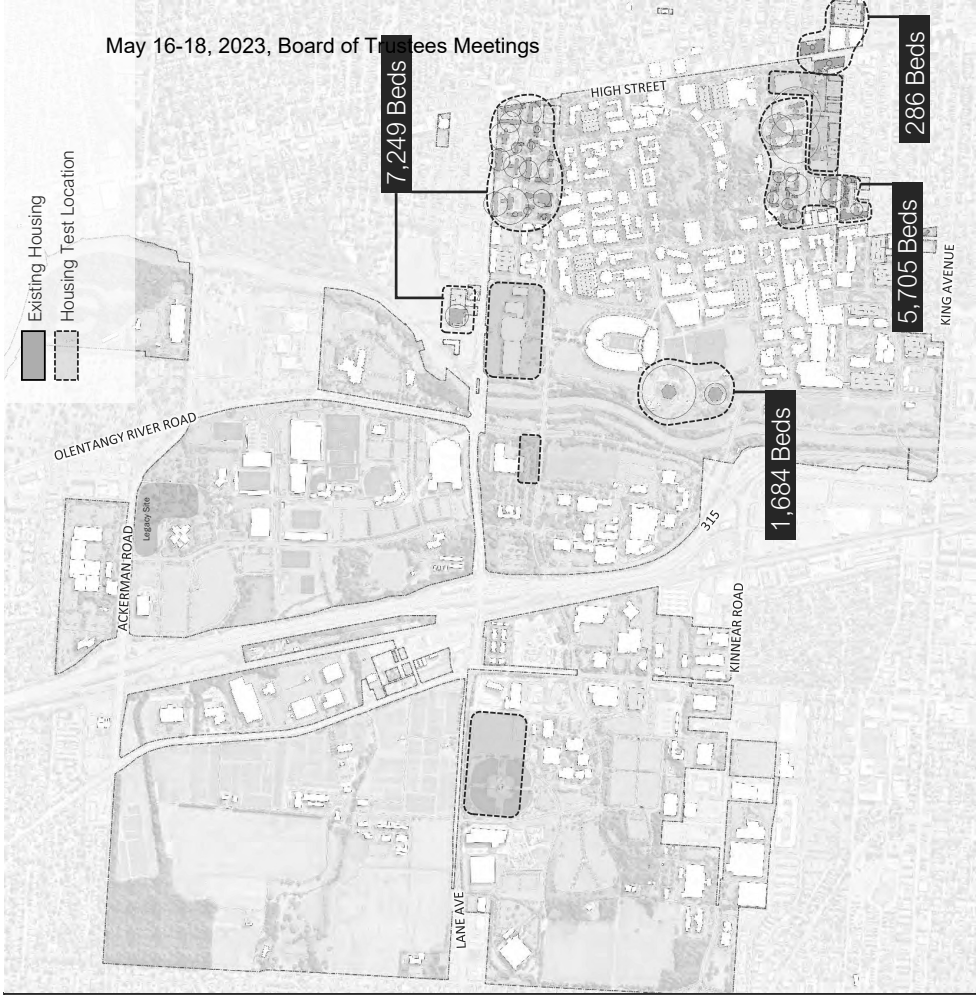 May 16-18, 2023, Board of Trustees Meetings
Existing Housing
Housing Test Location
7,249 Beds
286 Beds
5,705 Beds
1,684 Beds
HIGH STREET
KING AVENUE
OLENTANGY RIVER ROAD
ACKERMAN ROAD
Legacy Site
315
KINNEAR ROAD
LANE AVE